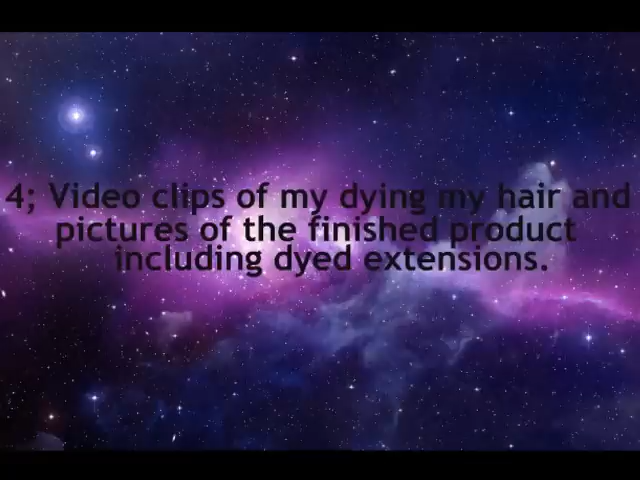 4; Video clips of my dying my hair and
pictures of the finished product
including dyed extensions.